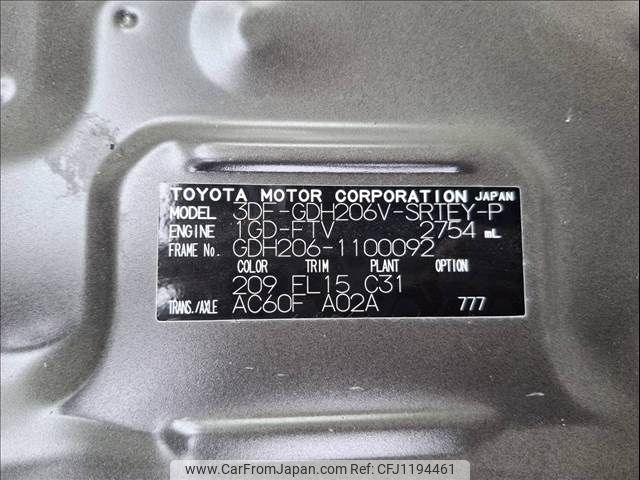 TOYOTA MOTOR CORPORATION JAPAN
MODEL 3DF-GDH206V-SRTEY-P
ENGINE 1GD-FTV 2754 mL
FRAME No. GDH206-1100092
COLOR TRIM PLANT OPTION
209 FL15 C31
TRANS./AXLE AC60F A02A 777
www.CarFromJapan.com | REF ID:CFJ1194461